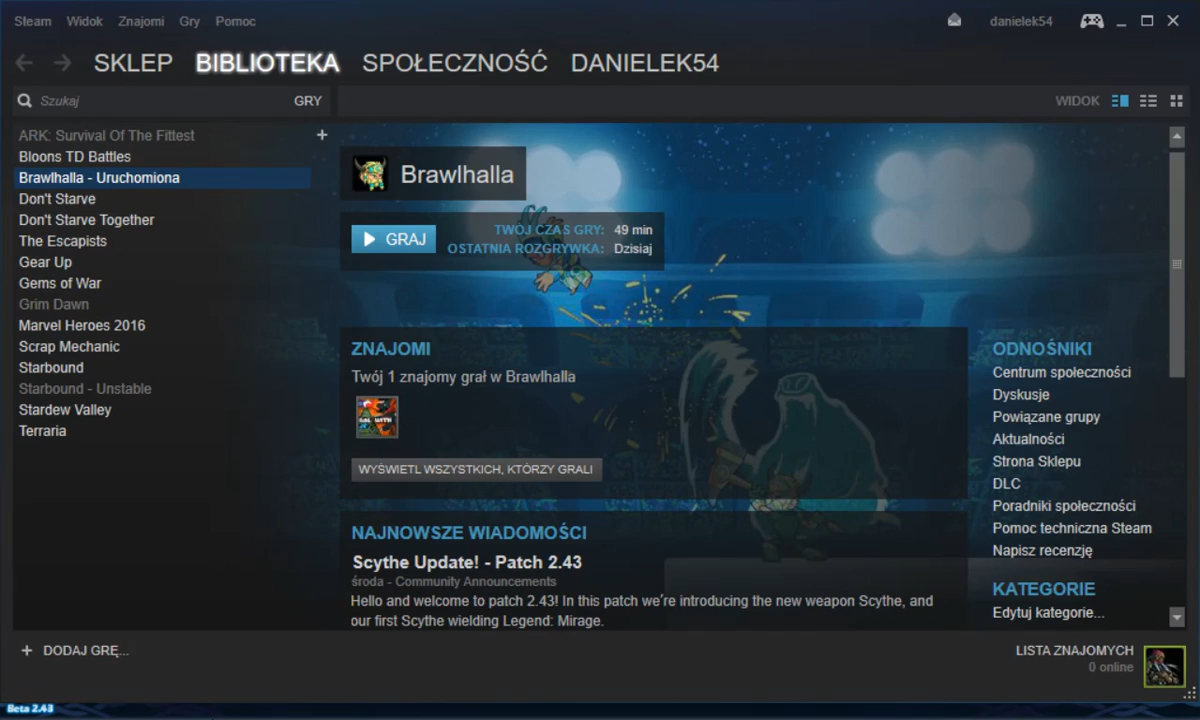 Steam Widok Znajomi Gry Pomoc danielek54
SKLEP BIBLIOTEKA SPOŁECZNOŚĆ DANIELEK54
Szukaj GRY WIDOK
ARK: Survival Of The Fittest +
Bloons TD Battles
Brawlhalla - Uruchomiona
Don't Starve
Don't Starve Together
The Escapists
Gear Up
Gems of War
Grim Dawn
Marvel Heroes 2016
Scrap Mechanic
Starbound
Starbound - Unstable
Stardew Valley
Terraria
Brawlhalla
GRAJ
TWÓJ CZAS GRY: 49 min
OSTATNIA ROZGRYWKA: Dzisiaj
ZNAJOMI
Twój 1 znajomy grał w Brawlhalla
WYŚWIETL WSZYSTKICH, KTÓRZY GRALI
NAJNOWSZE WIADOMOŚCI
Scythe Update! - Patch 2.43
środa - Community Announcements
Hello and welcome to patch 2.43! In this patch we're introducing the new weapon Scythe, and
our first Scythe wielding Legend: Mirage.
ODNOŚNIKI
Centrum społeczności
Dyskusje
Powiązane grupy
Aktualności
Strona Sklepu
DLC
Poradniki społeczności
Pomoc techniczna Steam
Napisz recenzję
KATEGORIE
Edytuj kategorie...
+ DODAJ GRĘ...
LISTA ZNAJOMYCH
0 online
Beta 2.43